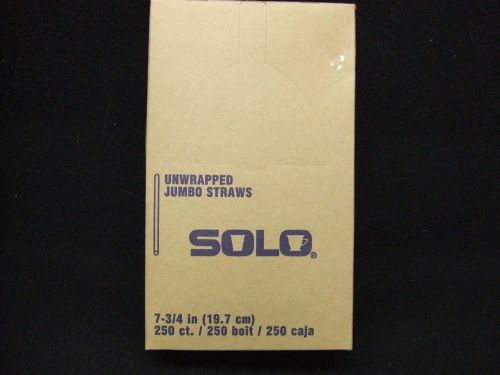 UNWRAPPED
JUMBO STRAWS
SOLO®
7-3/4 in (19.7 cm)
250 ct. / 250 boît / 250 caja